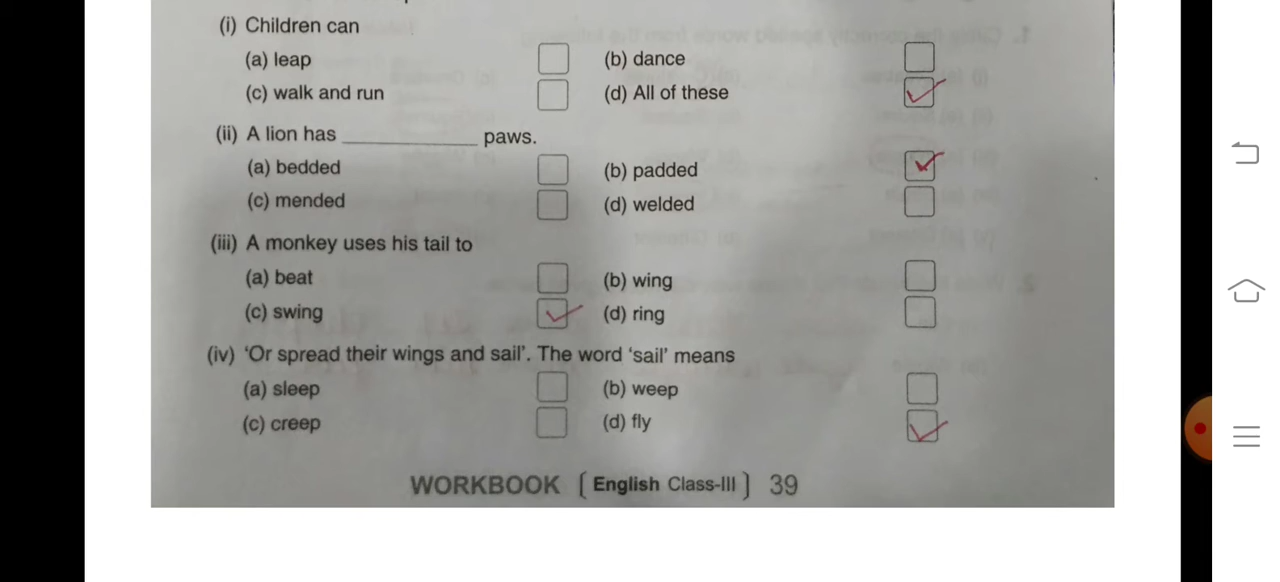 (i) Children can
(a) leap (b) dance
(c) walk and run (d) All of these
(ii) A lion has ____________ paws.
(a) bedded (b) padded
(c) mended (d) welded
(iii) A monkey uses his tail to
(a) beat (b) wing
(c) swing (d) ring
(iv) ‘Or spread their wings and sail’. The word ‘sail’ means
(a) sleep (b) weep
(c) creep (d) fly
WORKBOOK [ English Class-III ] 39